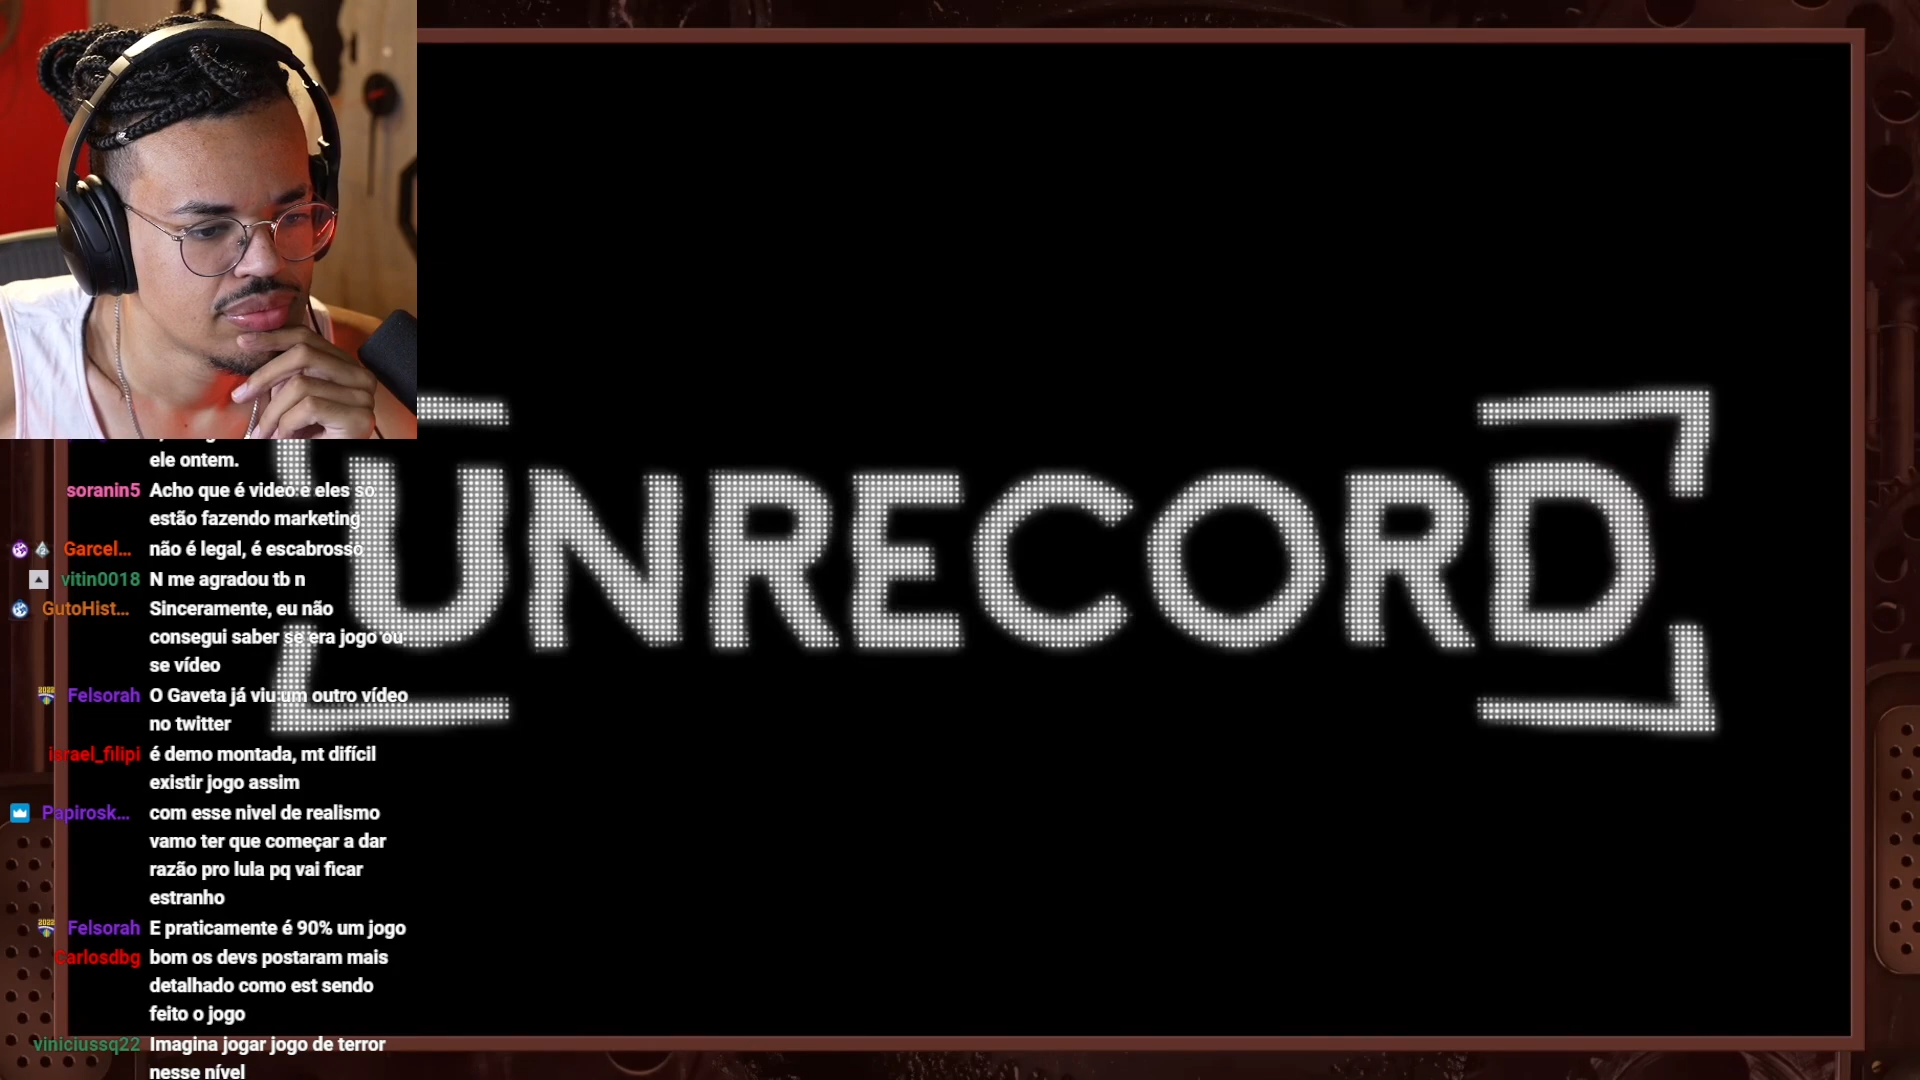 UNRECORD
ele ontem.
soranin5 Acho que é video e eles so
estão fazendo marketing
Garcel... não é legal, é escabrosso
vitin0018 N me agradou tb n
GutoHist... Sinceramente, eu não
consegui saber se era jogo ou
se vídeo
Felsorah O Gaveta já viu um outro vídeo
no twitter
israel_filipi é demo montada, mt difícil
existir jogo assim
Papirosk... com esse nivel de realismo
vamo ter que começar a dar
razão pro lula pq vai ficar
estranho
Felsorah E praticamente é 90% um jogo
Carlosdbg bom os devs postaram mais
detalhado como est sendo
feito o jogo
viniciussq22 Imagina jogar jogo de terror
nesse nível